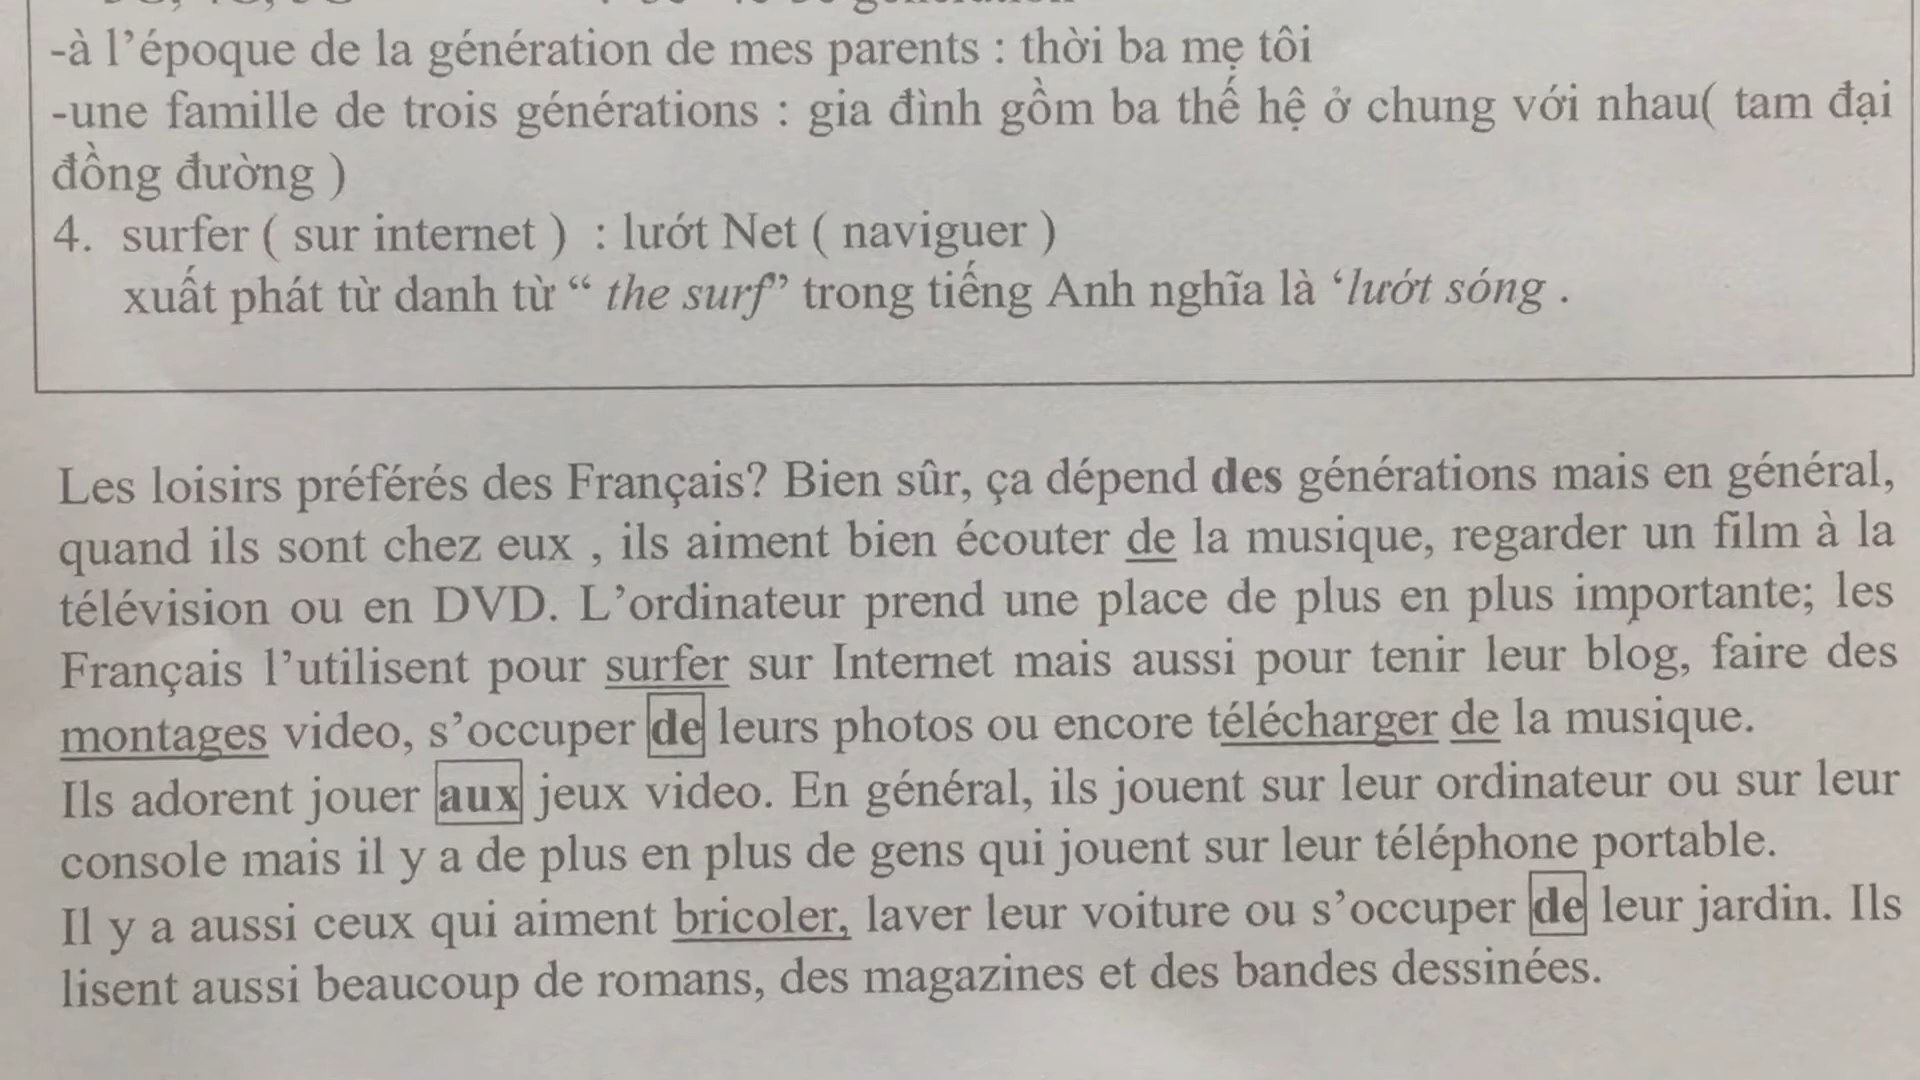 -à l’époque de la génération de mes parents : thời ba mẹ tôi
-une famille de trois générations : gia đình gồm ba thế hệ ở chung với nhau( tam đại
đồng đường )
4. surfer ( sur internet ) : lướt Net ( naviguer )
xuất phát từ danh từ “ the surf” trong tiếng Anh nghĩa là ‘lướt sóng .
Les loisirs préférés des Français? Bien sûr, ça dépend des générations mais en général,
quand ils sont chez eux , ils aiment bien écouter de la musique, regarder un film à la
télévision ou en DVD. L’ordinateur prend une place de plus en plus importante; les
Français l’utilisent pour surfer sur Internet mais aussi pour tenir leur blog, faire des
montages video, s’occuper de leurs photos ou encore télécharger de la musique.
Ils adorent jouer aux jeux video. En général, ils jouent sur leur ordinateur ou sur leur
console mais il y a de plus en plus de gens qui jouent sur leur téléphone portable.
Il y a aussi ceux qui aiment bricoler, laver leur voiture ou s’occuper de leur jardin. Ils
lisent aussi beaucoup de romans, des magazines et des bandes dessinées.